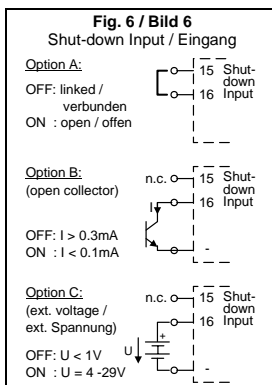 Fig. 6 / Bild 6
Shut-down Input / Eingang
Option A:
OFF: linked /
verbunden
ON : open / offen
15 Shut-
down
16 Input
Option B:
(open collector)
OFF: I > 0.3mA
ON : I < 0.1mA
n.c.
15 Shut-
down
16 Input
I
-
Option C:
(ext. voltage /
ext. Spannung)
OFF: U < 1V
ON : U = 4 -29V
n.c.
15 Shut-
down
16 Input
U
+
-